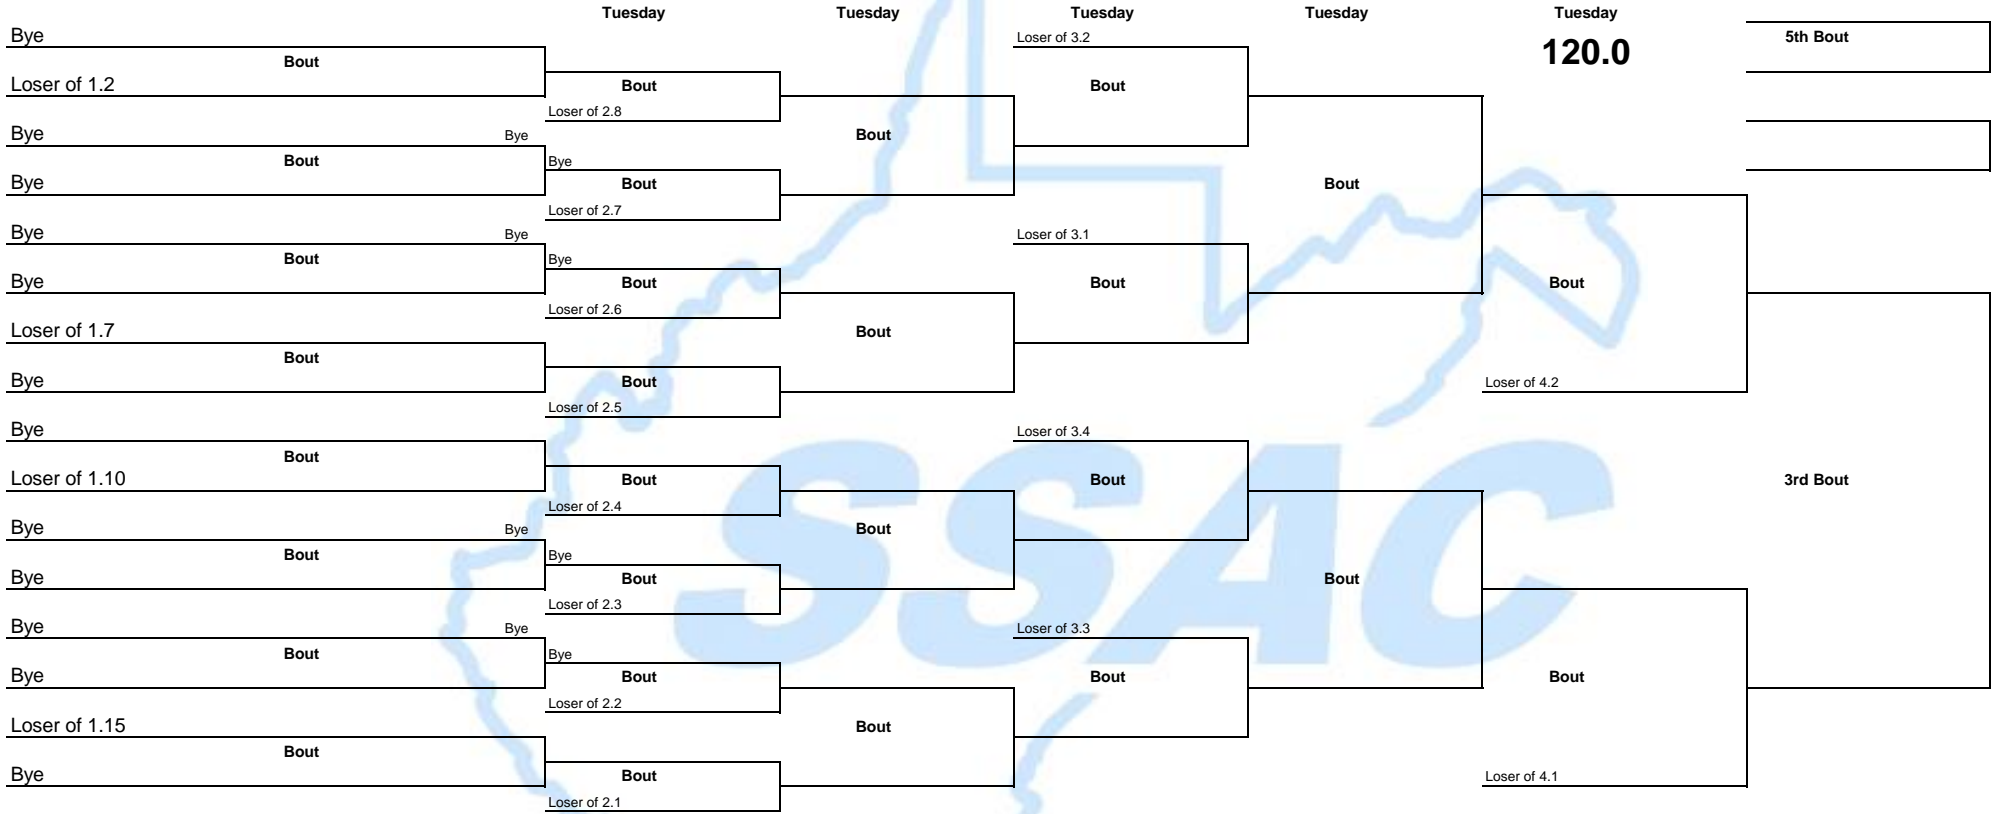 Tuesday Tuesday Tuesday Tuesday Tuesday
Bye Loser of 3.2 120.0 5th Bout
Bout
Loser of 1.2 Bout Bout
Loser of 2.8
Bye Bye Bout
Bout Bye
Bye Bout Bout
Loser of 2.7
Bye Bye Loser of 3.1
Bout Bye
Bye Bout Bout Bout
Loser of 2.6
Loser of 1.7 Bout
Bout
Bye Bout Loser of 4.2
Loser of 2.5
Bye Loser of 3.4
Bout
Loser of 1.10 Bout Bout 3rd Bout
Loser of 2.4
Bye Bye Bout
Bout Bye
Bye Bout Bout
Loser of 2.3
Bye Bye Loser of 3.3
Bout Bye
Bye Bout Bout Bout
Loser of 2.2
Loser of 1.15 Bout
Bout
Bye Bout Loser of 4.1
Loser of 2.1
SSAC